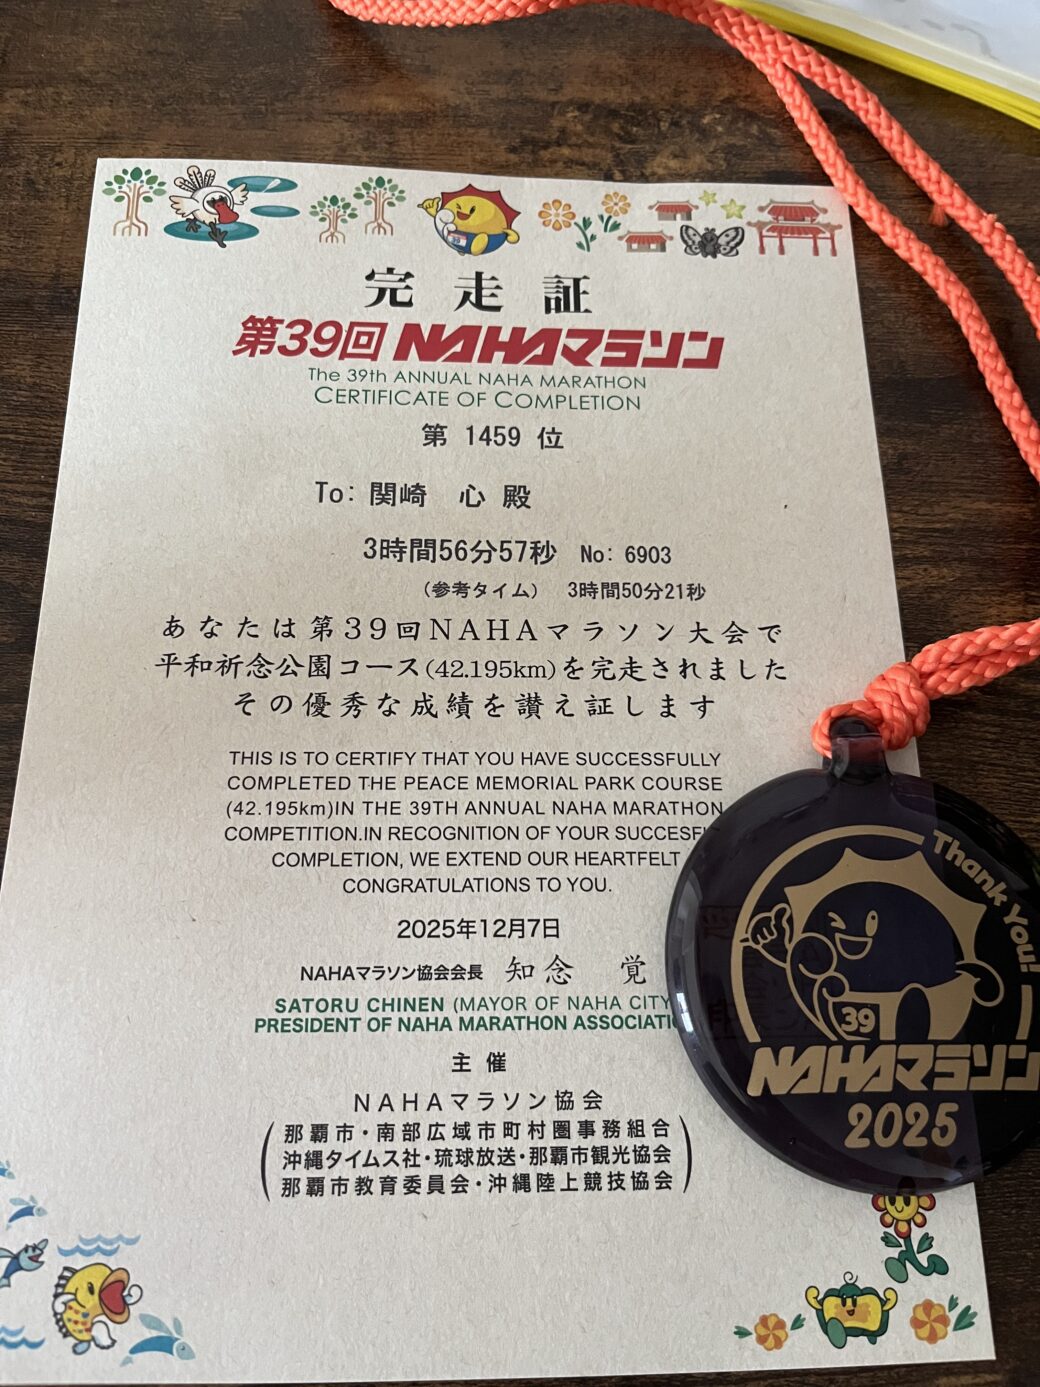 完走証
第39回 NAHAマラソン
The 39th ANNUAL NAHA MARATHON
CERTIFICATE OF COMPLETION
第 1459 位
To: 関崎 心 殿
3時間56分57秒 No: 6903
（参考タイム） 3時間50分21秒
あなたは第39回NAHAマラソン大会で
平和祈念公園コース(42.195km)を完走されました
その優秀な成績を讃え証します
THIS IS TO CERTIFY THAT YOU HAVE SUCCESSFULLY
COMPLETED THE PEACE MEMORIAL PARK COURSE
(42.195km)IN THE 39TH ANNUAL NAHA MARATHON
COMPETITION.IN RECOGNITION OF YOUR SUCCESF
COMPLETION, WE EXTEND OUR HEARTFELT
CONGRATULATIONS TO YOU.
2025年12月7日
NAHAマラソン協会会長 知念 覚
SATORU CHINEN (MAYOR OF NAHA CITY)
PRESIDENT OF NAHA MARATHON ASSOCIATI
主催
NAHAマラソン協会
(那覇市・南部広域市町村圏事務組合
沖縄タイムス社・琉球放送・那覇市観光協会
那覇市教育委員会・沖縄陸上競技協会)
Thank You!
39
NAHAマラソン
2025